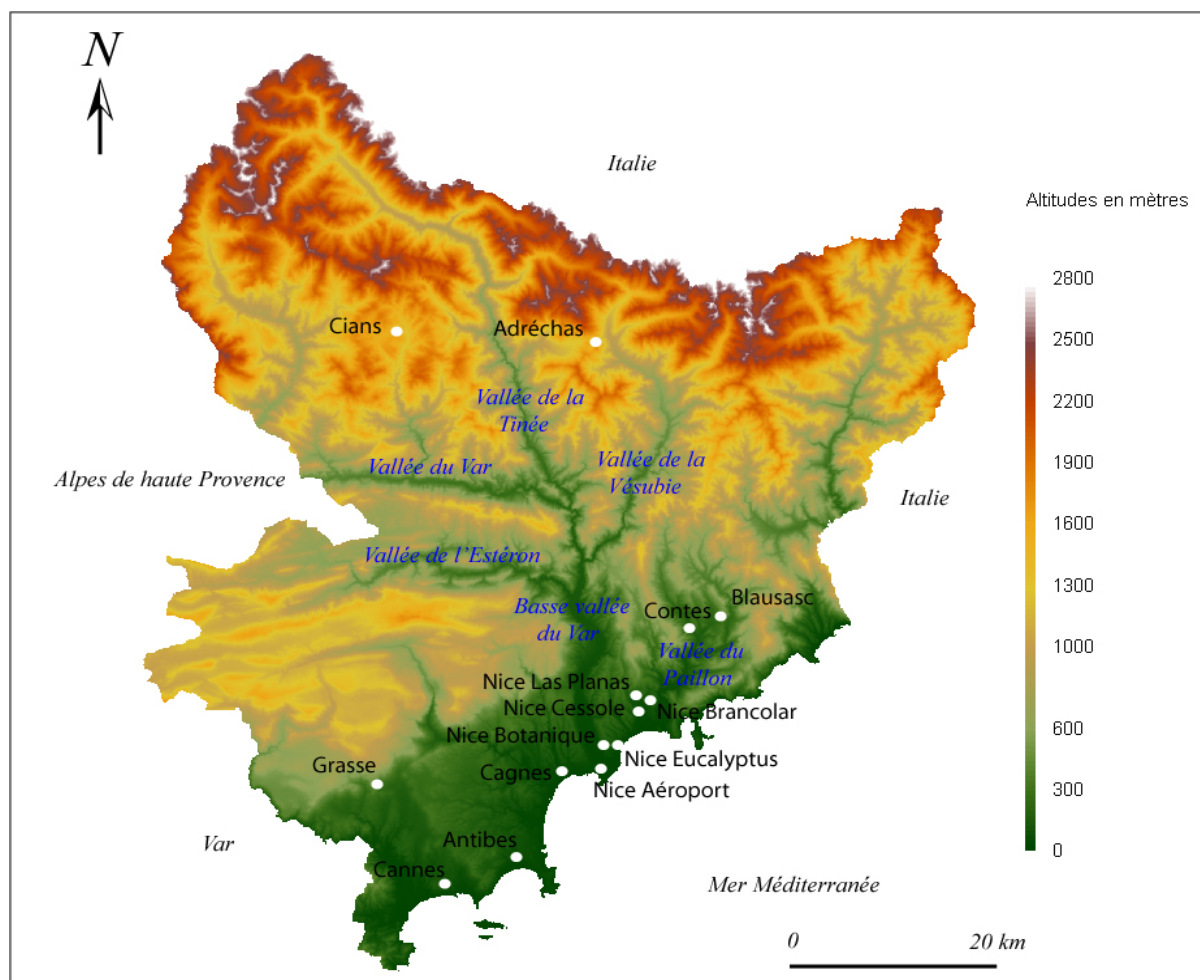 N
Italie
Altitudes en mètres
2800
2500
2200
1900
1600
1300
1000
600
300
0
Cians
Adréchas
Vallée de la
Tinée
Vallée du Var
Vallée de la
Vésubie
Alpes de haute Provence
Italie
Vallée de l'Estéron
Basse vallée
du Var
Contes
Blausasc
Vallée du
Paillon
Nice Las Planas
Nice Cessole
Nice Brancolar
Nice Botanique
Nice Eucalyptus
Grasse
Cagnes
Nice Aéroport
Var
Antibes
Cannes
Mer Méditerranée
0 20 km